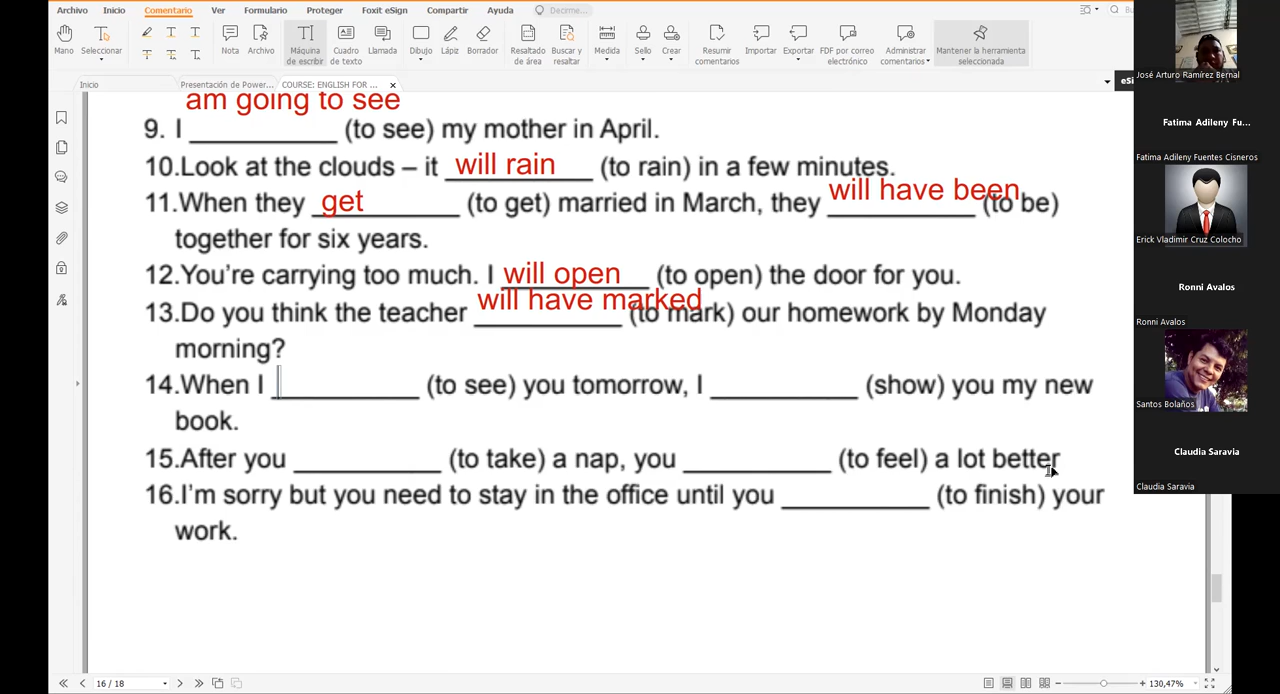 Archivo Inicio Comentario Ver Formulario Proteger Foxit eSign Compartir Ayuda Decirme...
Mano Seleccionar Nota Archivo Máquina de escribir Cuadro de texto Llamada Dibujo Lápiz Borrador Resaltado de área Buscar y resaltar Medida Sello Crear Resumir comentarios Importar Exportar FDF por correo electrónico Administrar comentarios Mantener la herramienta seleccionada
Inicio Presentación de Power... COURSE: ENGLISH FOR ...
am going to see
9. I __________ (to see) my mother in April.
10.Look at the clouds – it will rain (to rain) in a few minutes.
11.When they get (to get) married in March, they will have been (to be)
together for six years.
12.You're carrying too much. I will open (to open) the door for you.
13.Do you think the teacher will have marked (to mark) our homework by Monday
morning?
14.When I __________ (to see) you tomorrow, I __________ (show) you my new
book.
15.After you __________ (to take) a nap, you __________ (to feel) a lot better
16.I'm sorry but you need to stay in the office until you __________ (to finish) your
work.
16 / 18
130,47%
José Arturo Ramírez Bernal
Fatima Adileny Fu...
Fatima Adileny Fuentes Cisneros
Erick Vladimir Cruz Colocho
Ronni Avalos
Ronni Avalos
Santos Bolaños
Claudia Saravia
Claudia Saravia